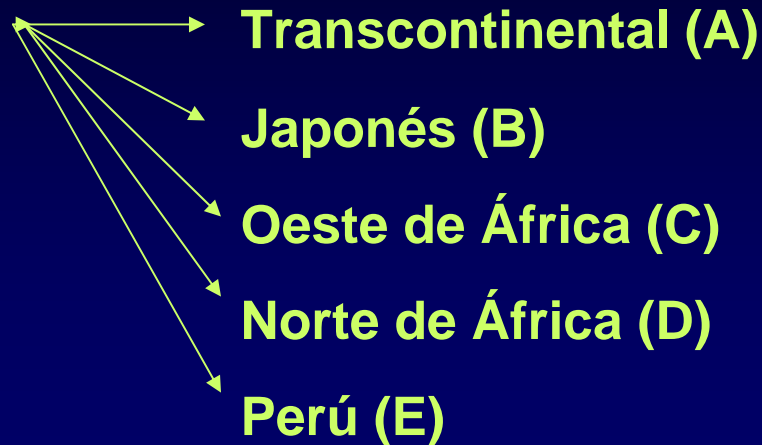 Transcontinental (A)
Japonés (B)
Oeste de África (C)
Norte de África (D)
Perú (E)